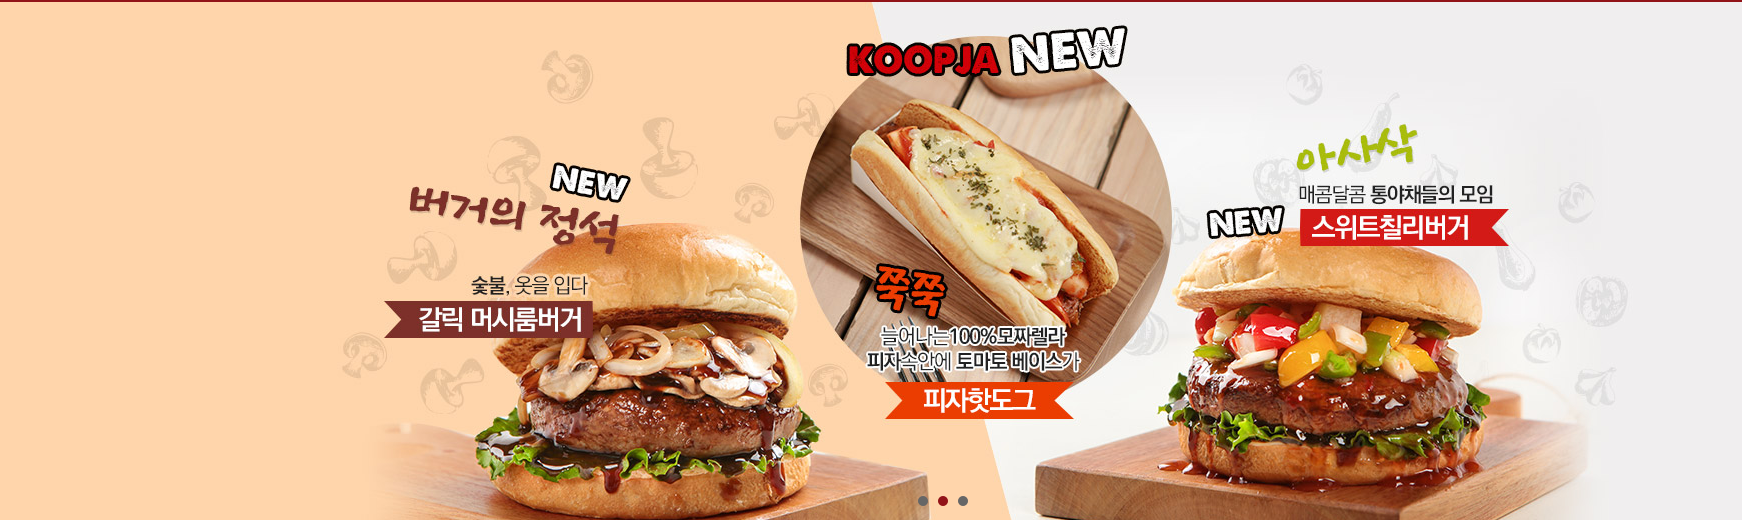 NEW
버거의 정석
숯불, 옷을 입다
갈릭 머시룸버거
KOOPJA NEW
쭉쭉
늘어나는100%모짜렐라
피자속안에 토마토 베이스가
피자핫도그
아사삭
매콤달콤 통야채들의 모임
NEW
스위트칠리버거